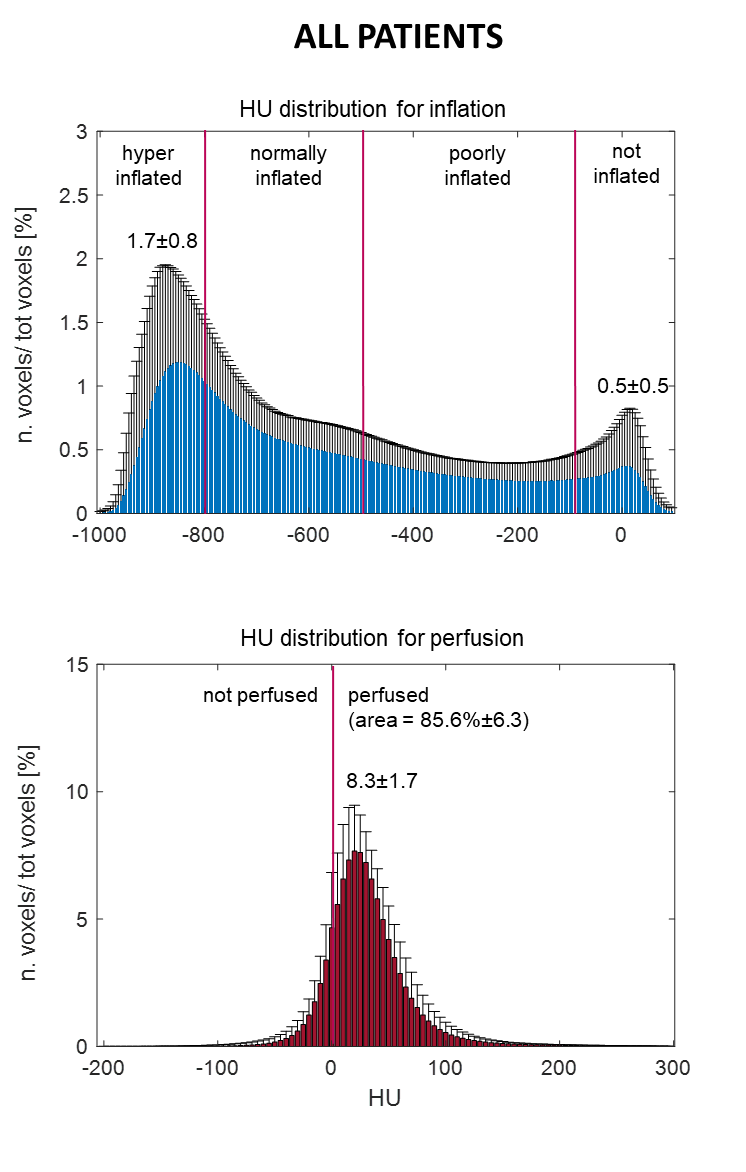 ALL PATIENTS
HU distribution for inflation
3
2.5
2
1.5
1
0.5
0
n. voxels/ tot voxels [%]
hyper
inflated
normally
inflated
poorly
inflated
not
inflated
1.7±0.8
0.5±0.5
-1000
-800
-600
-400
-200
0
HU distribution for perfusion
15
10
5
0
n. voxels/ tot voxels [%]
not perfused
perfused
(area = 85.6%±6.3)
8.3±1.7
-200
-100
0
100
200
300
HU